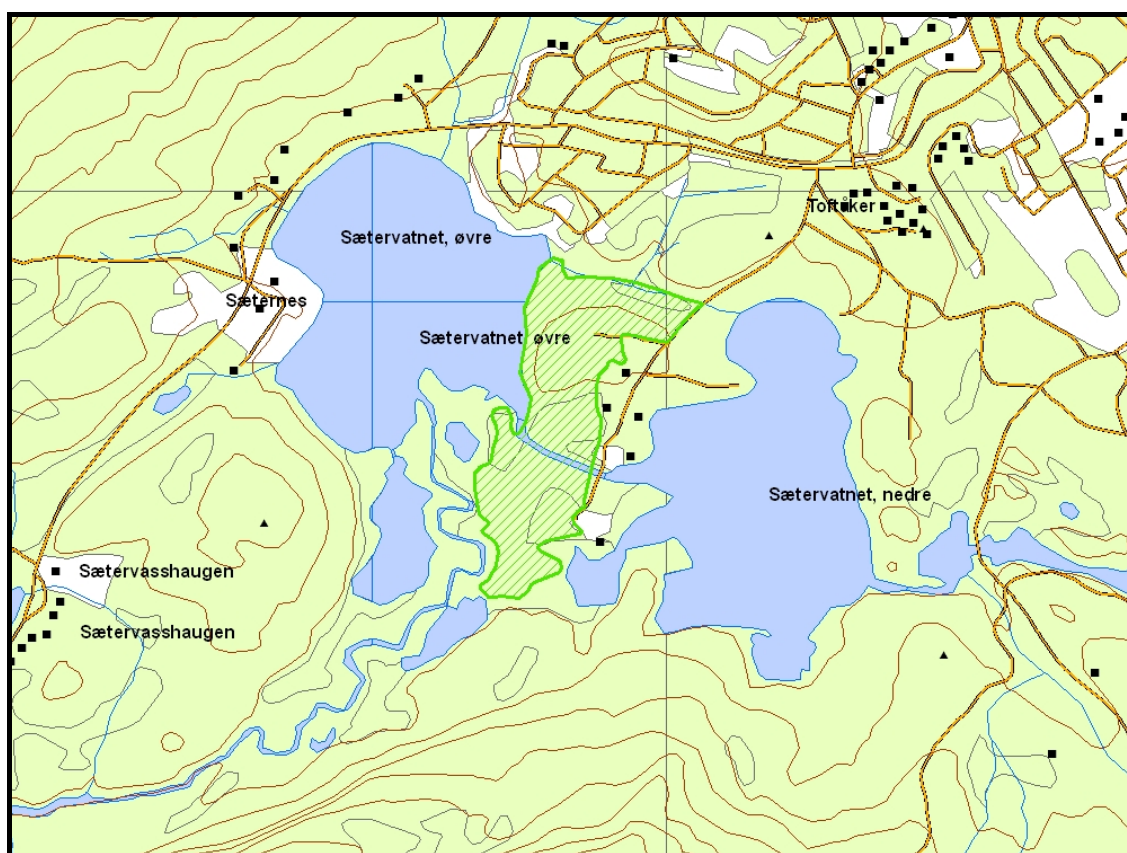 Toftåker
Sætervatnet, øvre
Sæternes
Sætervatnet, øvre
Sætervatnet, nedre
Sætervasshaugen
Sætervasshaugen